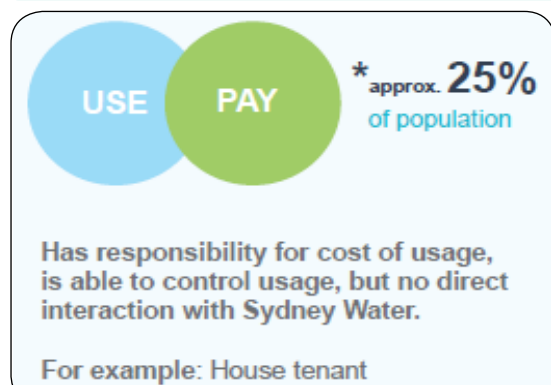 USE PAY
*approx. 25%
of population
Has responsibility for cost of usage,
is able to control usage, but no direct
interaction with Sydney Water.
For example: House tenant